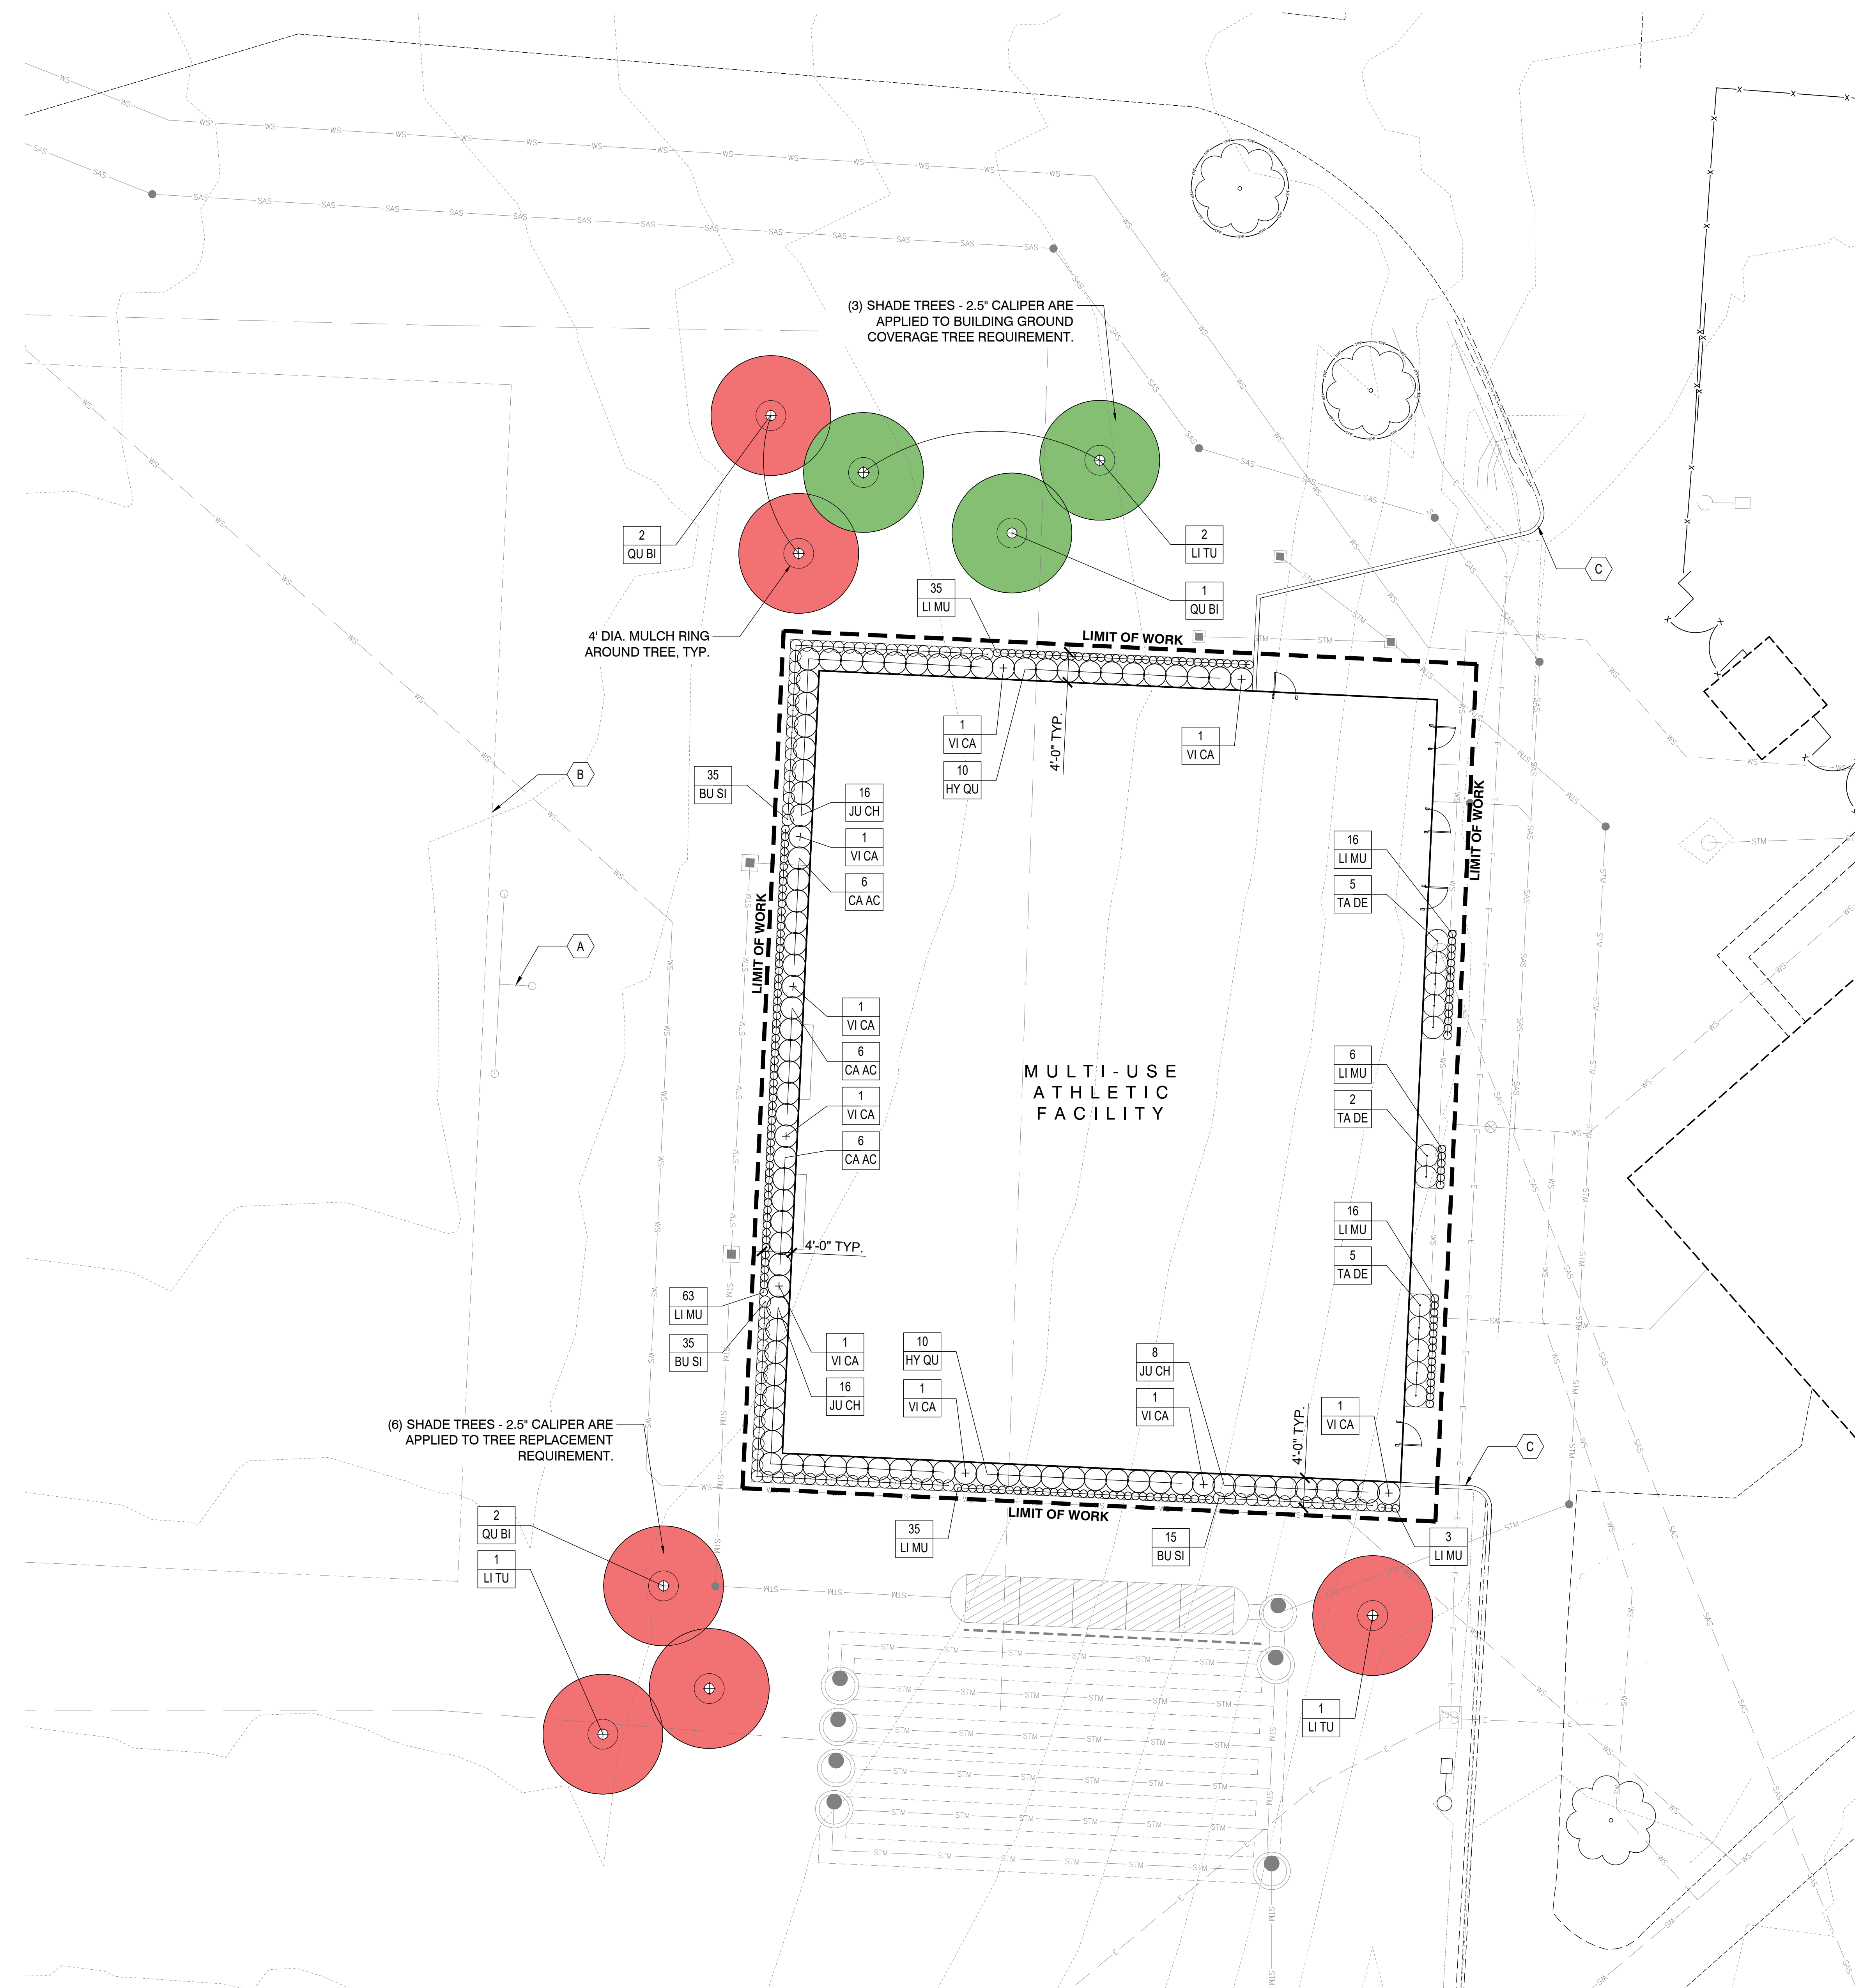 (3) SHADE TREES - 2.5" CALIPER ARE
APPLIED TO BUILDING GROUND
COVERAGE TREE REQUIREMENT.
2
QU BI
2
LI TU
1
QU BI
C
35
LI MU
4' DIA. MULCH RING
AROUND TREE, TYP.
LIMIT OF WORK
1
VI CA
10
HY QU
4'-0" TYP.
1
VI CA
B
35
BU SI
16
JU CH
1
VI CA
6
CA AC
16
LI MU
5
TA DE
LIMIT OF WORK
LIMIT OF WORK
A
1
VI CA
6
CA AC
1
VI CA
6
CA AC
MULTI-USE
ATHLETIC
FACILITY
6
LI MU
2
TA DE
16
LI MU
5
TA DE
4'-0" TYP.
63
LI MU
35
BU SI
1
VI CA
16
JU CH
10
HY QU
1
VI CA
8
JU CH
1
VI CA
4'-0" TYP.
1
VI CA
C
(6) SHADE TREES - 2.5" CALIPER ARE
APPLIED TO TREE REPLACEMENT
REQUIREMENT.
LIMIT OF WORK
35
LI MU
15
BU SI
3
LI MU
2
QU BI
1
LI TU
1
LI TU
PB
WS
SAS
STM
E
X